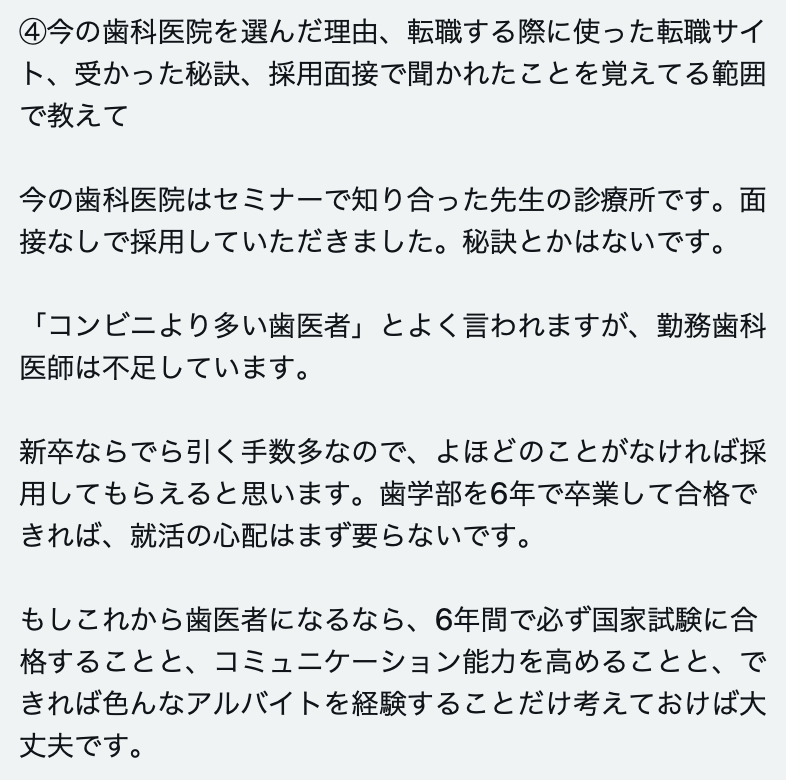 ④今の歯科医院を選んだ理由、転職する際に使った転職サイ
ト、受かった秘訣、採用面接で聞かれたことを覚えてる範囲
で教えて
今の歯科医院はセミナーで知り合った先生の診療所です。面
接なしで採用していただきました。秘訣とかはないです。
「コンビニより多い歯医者」とよく言われますが、勤務歯科
医師は不足しています。
新卒ならでら引く手数多なので、よほどのことがなければ採
用してもらえると思います。歯学部を6年で卒業して合格で
きれば、就活の心配はまず要らないです。
もしこれから歯医者になるなら、6年間で必ず国家試験に合
格することと、コミュニケーション能力を高めることと、で
きれば色んなアルバイトを経験することだけ考えておけば大
丈夫です。